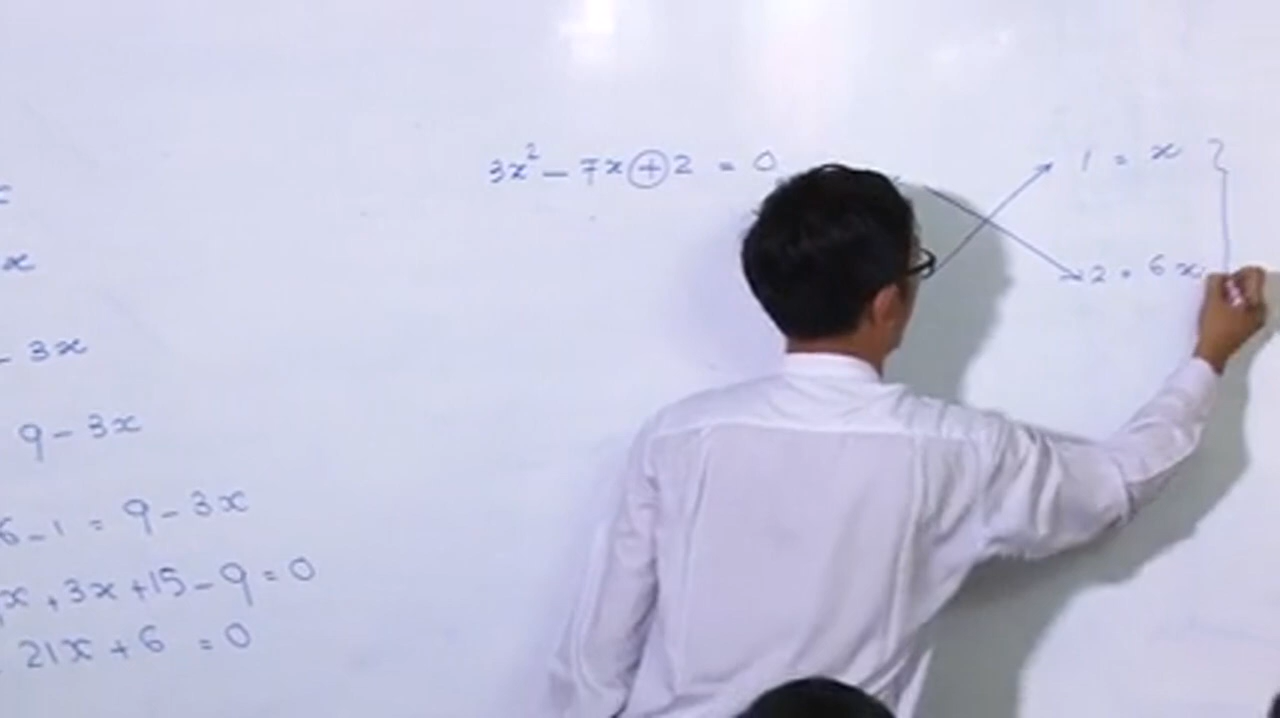 3x² - 7x + 2 = 0
1 = x
2 = 6x
x
- 3x
9 - 3x
6 - 1 = 9 - 3x
x + 3x + 15 - 9 = 0
21x + 6 = 0